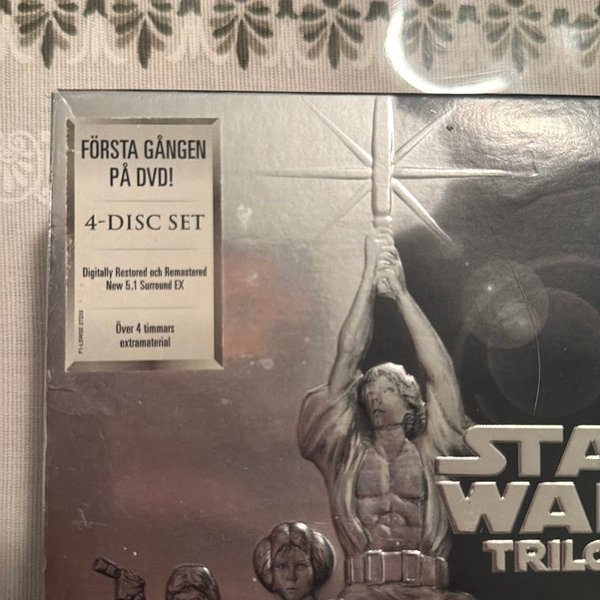 FÖRSTA GÅNGEN
PÅ DVD!
4-DISC SET
Digitally Restored och Remastered
New 5.1 Surround EX
Över 4 timmars
extramaterial
STA
WAR
TRILO